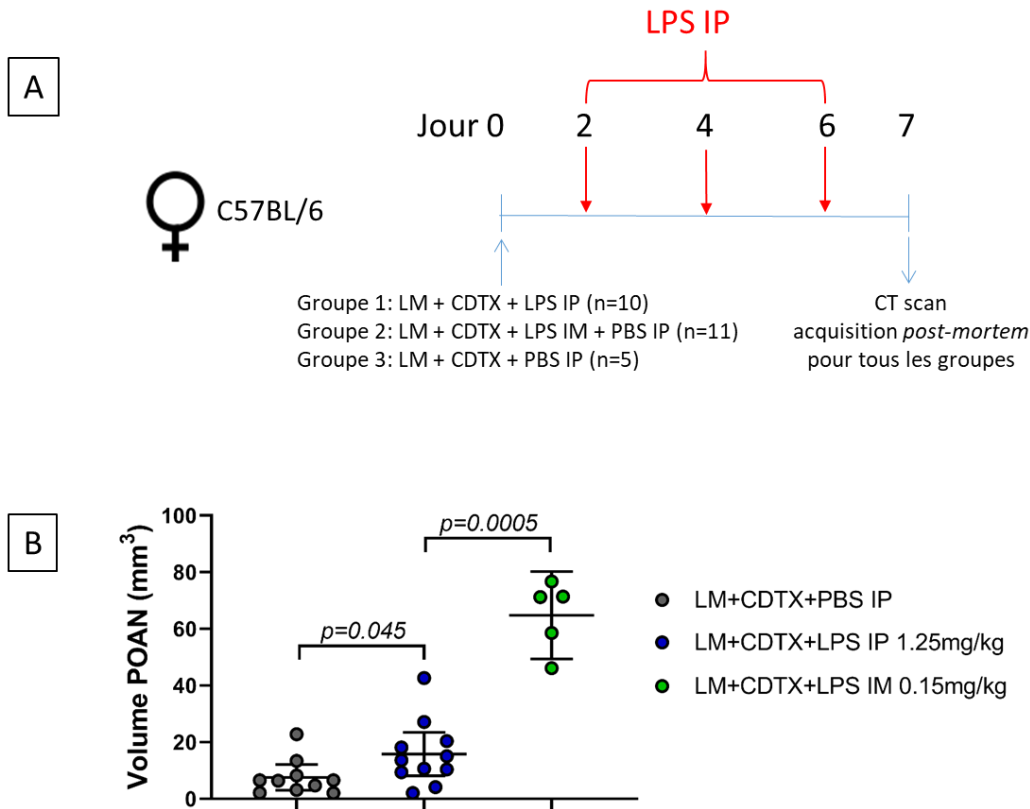 A
LPS IP
Jour 0 2 4 6 7
C57BL/6
Groupe 1: LM + CDTX + LPS IP (n=10)
Groupe 2: LM + CDTX + LPS IM + PBS IP (n=11)
Groupe 3: LM + CDTX + PBS IP (n=5)
CT scan
acquisition post-mortem
pour tous les groupes
B
Volume POAN (mm³)
100
80
60
40
20
0
p=0.045
p=0.0005
LM+CDTX+PBS IP
LM+CDTX+LPS IP 1.25mg/kg
LM+CDTX+LPS IM 0.15mg/kg